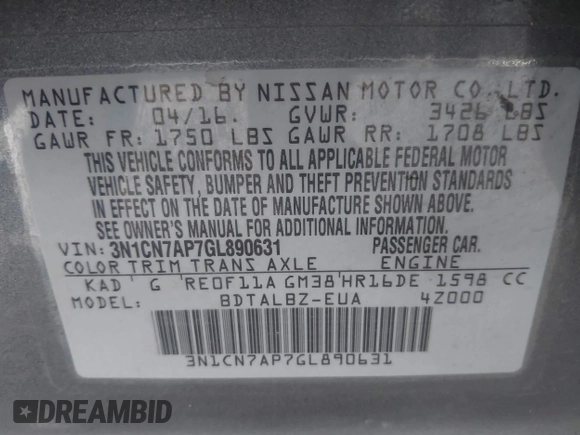 MANUFACTURED BY NISSAN MOTOR CO.,LTD.
DATE: 04/16. GVWR: 3426 LBS
GAWR FR: 1750 LBS GAWR RR: 1708 LBS
THIS VEHICLE CONFORMS TO ALL APPLICABLE FEDERAL MOTOR
VEHICLE SAFETY, BUMPER AND THEFT PREVENTION STANDARDS
IN EFFECT ON THE DATE OF MANUFACTURE SHOWN ABOVE.
SEE OWNER'S MANUAL FOR ADDITIONAL INFORMATION.
VIN: 3N1CN7AP7GL890631 PASSENGER CAR.
COLOR TRIM TRANS AXLE ENGINE
KAD G RE0F11A GM38 HR16DE 1598 CC
MODEL: BDTALBZ-EUA 4Z000
3N1CN7AP7GL890631
DREAMBID